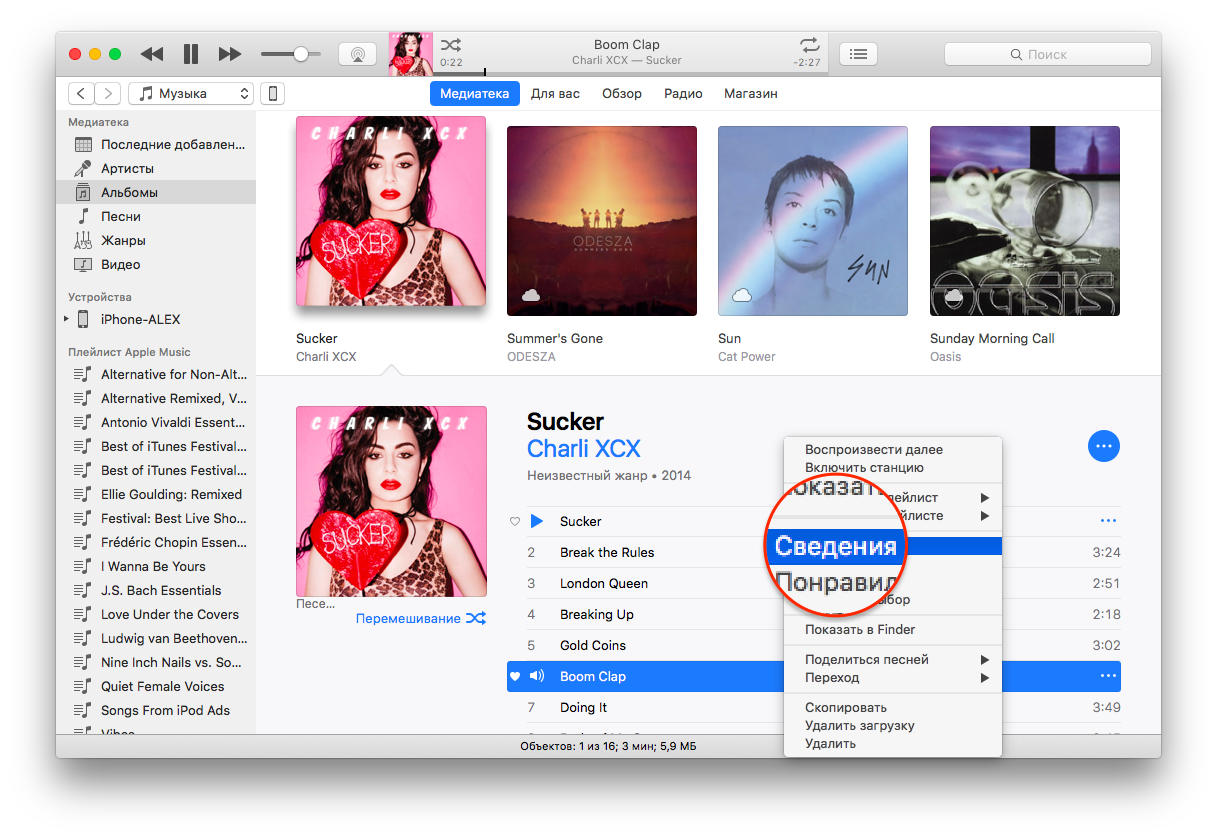 Boom Clap
Charli XCX — Sucker
0:22
-2:27
Поиск
Музыка
Медиатека
Для вас
Обзор
Радио
Магазин
Медиатека
Последние добавлен...
Артисты
Альбомы
Песни
Жанры
Видео
Устройства
iPhone-ALEX
Плейлист Apple Music
Alternative for Non-Alt...
Alternative Remixed, V...
Antonio Vivaldi Essent...
Best of iTunes Festival...
Best of iTunes Festival...
Ellie Goulding: Remixed
Festival: Best Live Sho...
Frédéric Chopin Essen...
I Wanna Be Yours
J.S. Bach Essentials
Love Under the Covers
Ludwig van Beethoven...
Nine Inch Nails vs. So...
Quiet Female Voices
Songs From iPod Ads
CHARLI XCX
SUCKER
ODESZA
SUMMERS GONE
SUN
oasis
Sucker
Charli XCX
Summer's Gone
ODESZA
Sun
Cat Power
Sunday Morning Call
Oasis
CHARLI XCX
SUCKER
Песе...
Перемешивание
Sucker
Charli XCX
Неизвестный жанр • 2014
Sucker
2 Break the Rules 3:24
3 London Queen 2:51
4 Breaking Up 2:18
5 Gold Coins 3:02
Boom Clap
7 Doing It 3:49
Воспроизвести далее
Включить станцию
Сведения
Показать в Finder
Поделиться песней
Переход
Скопировать
Удалить загрузку
Удалить
Объектов: 1 из 16; 3 мин; 5,9 МБ